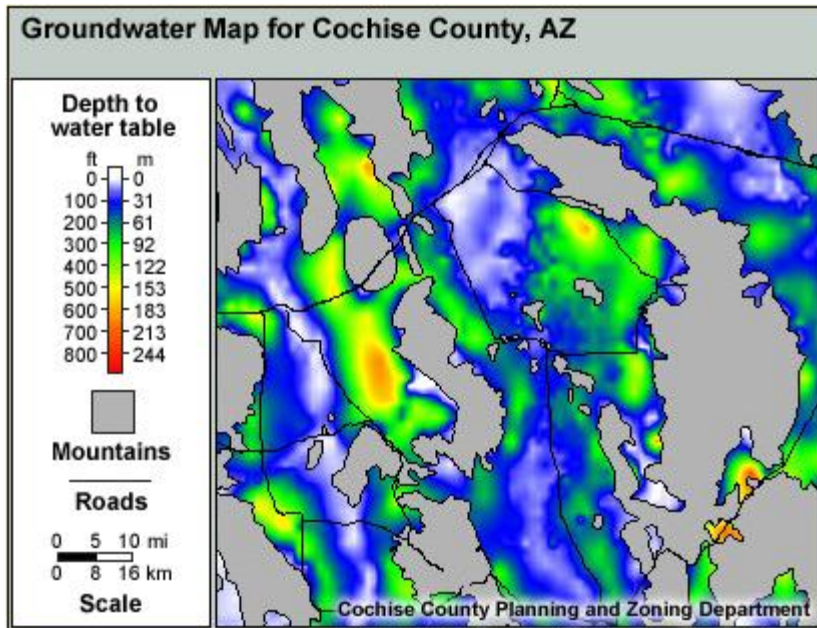 Groundwater Map for Cochise County, AZ
Depth to
water table
ft m
0 0
100 31
200 61
300 92
400 122
500 153
600 183
700 213
800 244
Mountains
Roads
0 5 10 mi
0 8 16 km
Scale
Cochise County Planning and Zoning Department